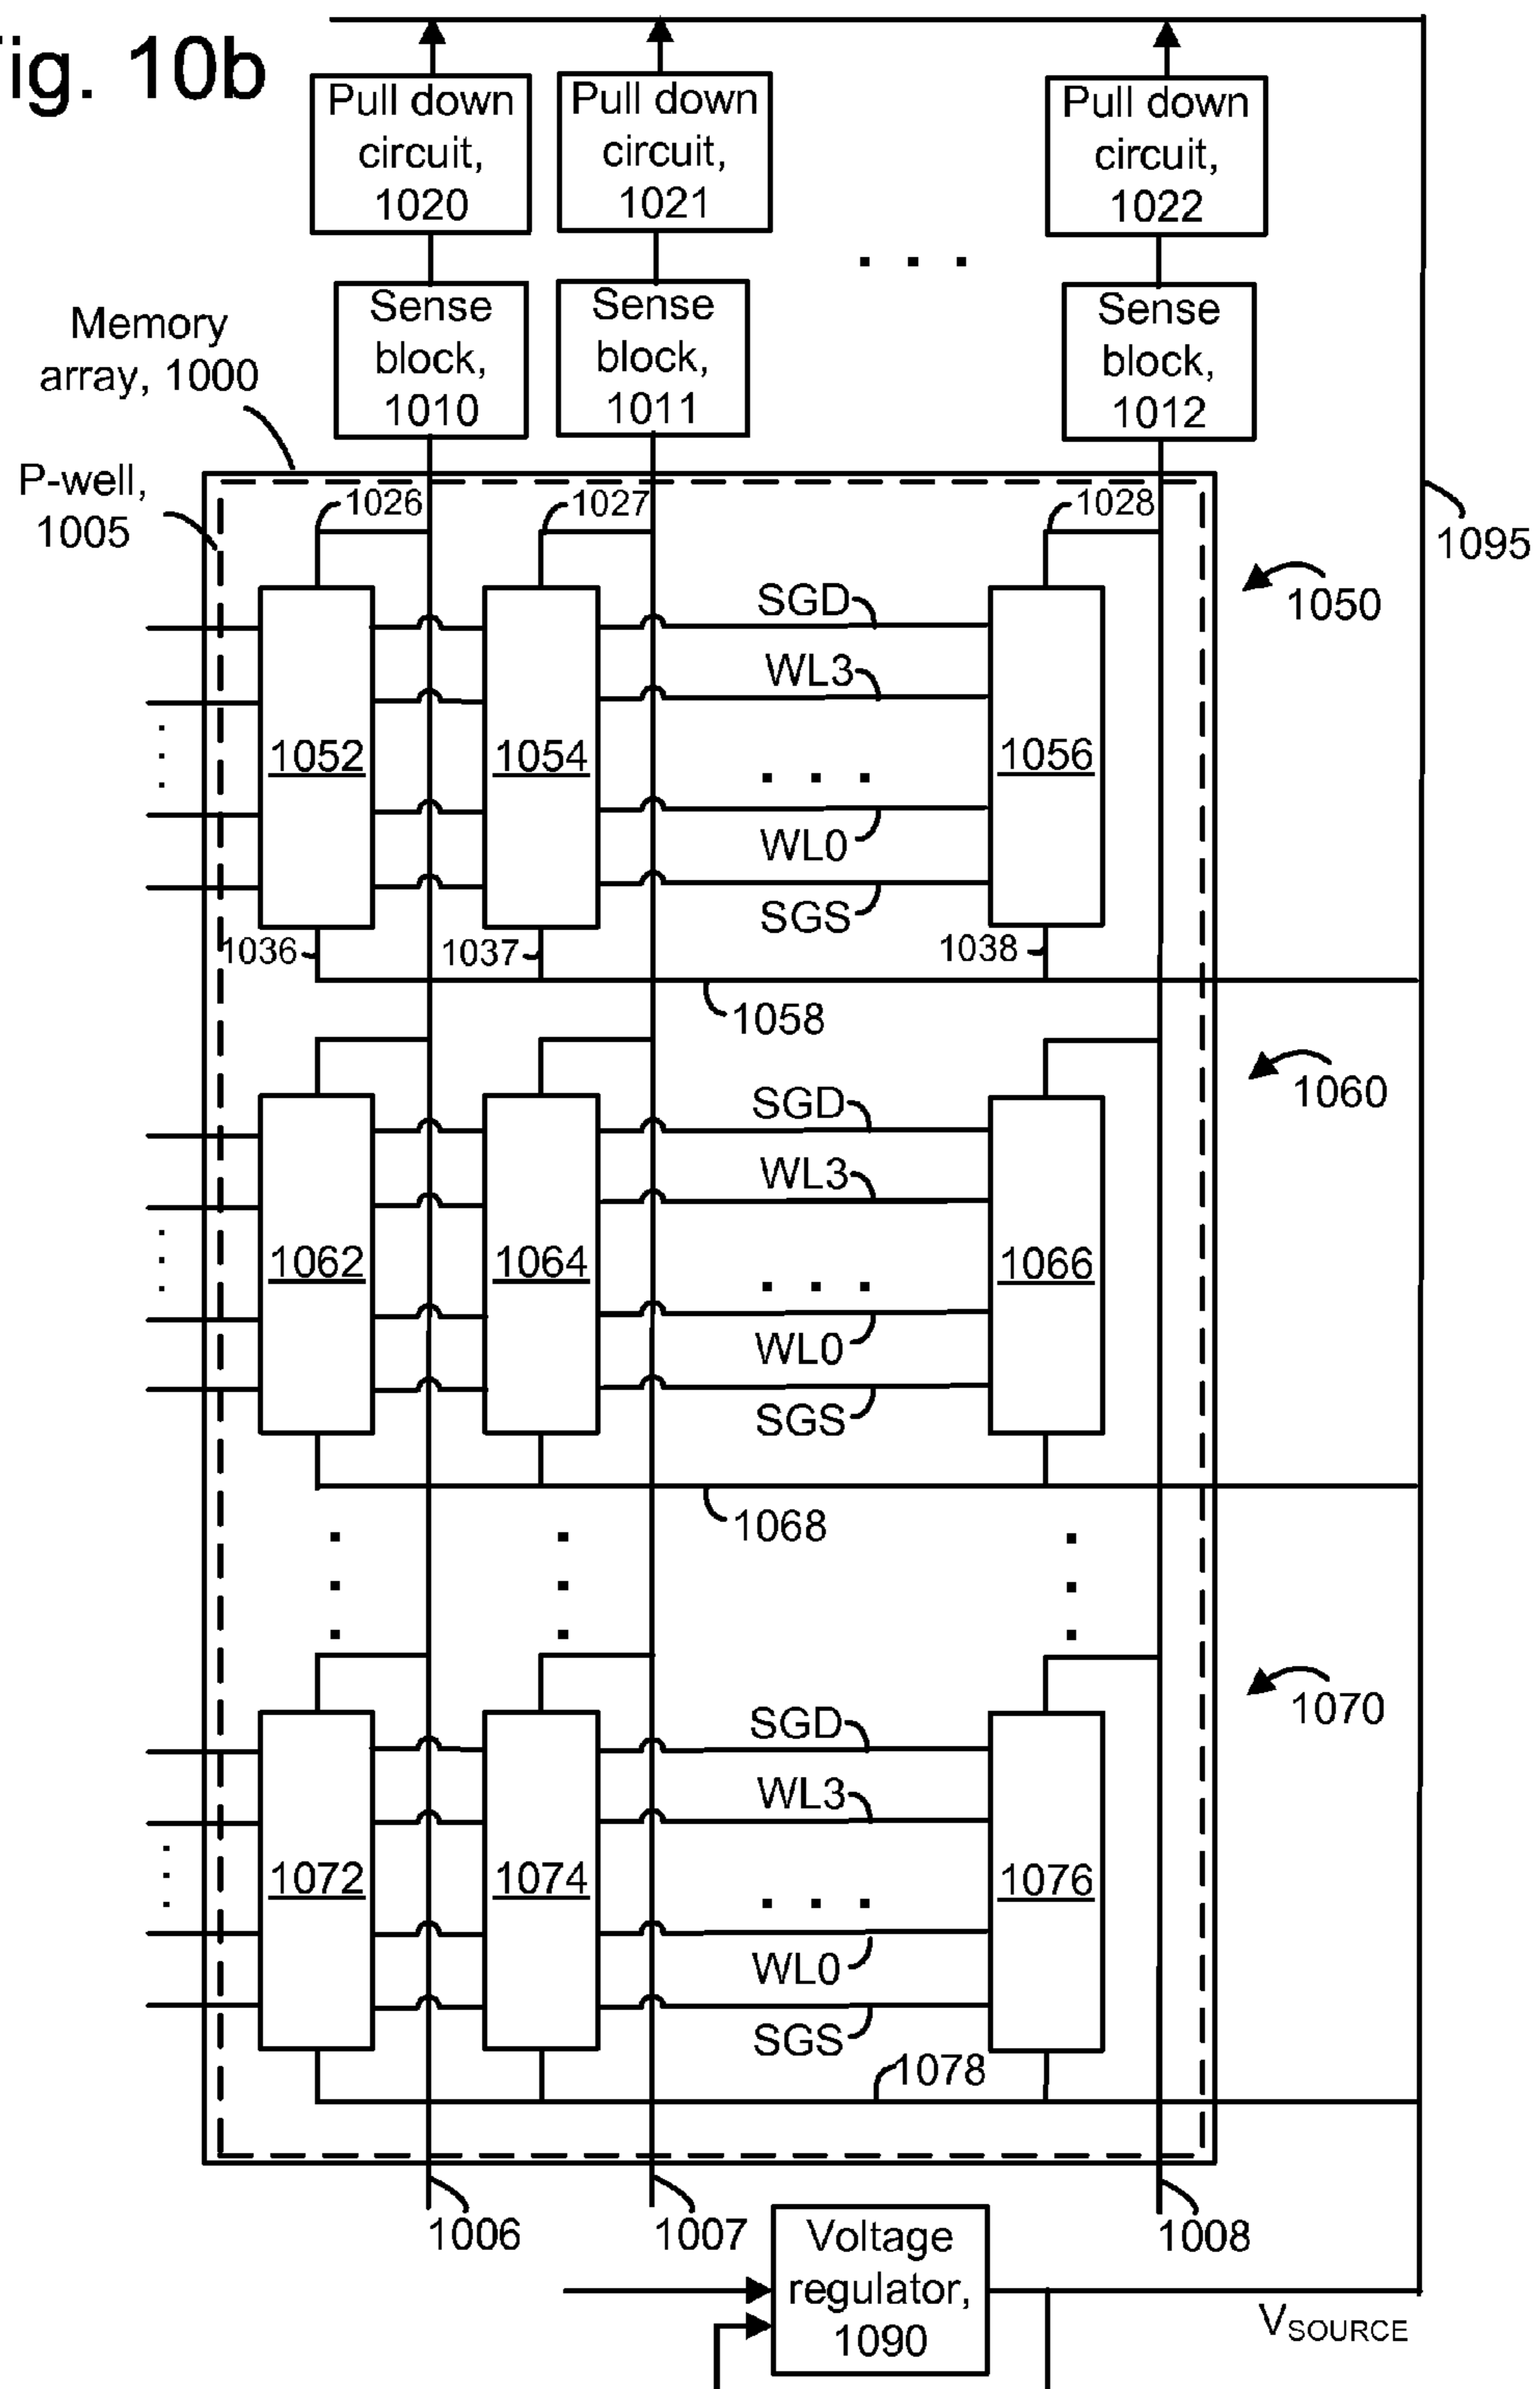 ig. 10b
Pull down
circuit,
1020
Pull down
circuit,
1021
Pull down
circuit,
1022
. . .
Sense
block,
1010
Sense
block,
1011
Sense
block,
1012
Memory
array, 1000
P-well,
1005
1026
1027
1028
1095
1050
SGD
WL3
1052
1054
. . .
1056
WL0
SGS
1036
1037
1038
1058
1060
SGD
WL3
1062
1064
. . .
1066
WL0
SGS
1068
1070
SGD
WL3
1072
1074
. . .
1076
WL0
SGS
1078
1006
1007
1008
Voltage
regulator,
1090
VSOURCE